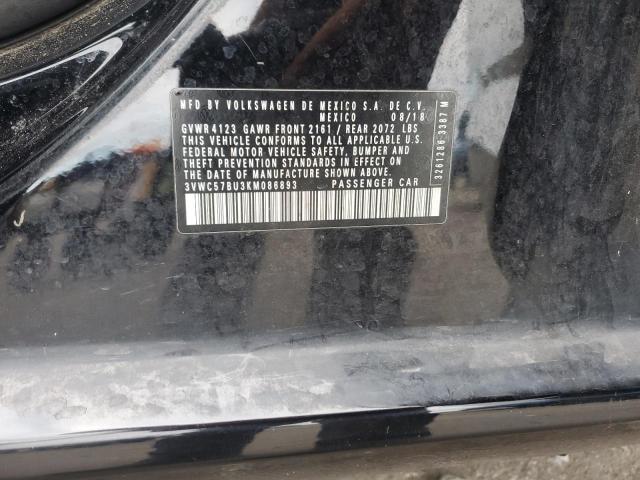 MFD BY VOLKSWAGEN DE MEXICO S.A. DE C.V.
MEXICO 08/18
GVWR4123 GAWR FRONT 2161 / REAR 2072 LBS
THIS VEHICLE CONFORMS TO ALL APPLICABLE U.S.
FEDERAL MOTOR VEHICLE SAFETY, BUMPER AND
THEFT PREVENTION STANDARDS IN EFFECT ON
THE DATE OF MANUFACTURE SHOWN ABOVE.
3VWC57BU3KM086893 PASSENGER CAR
3261286 3387 M